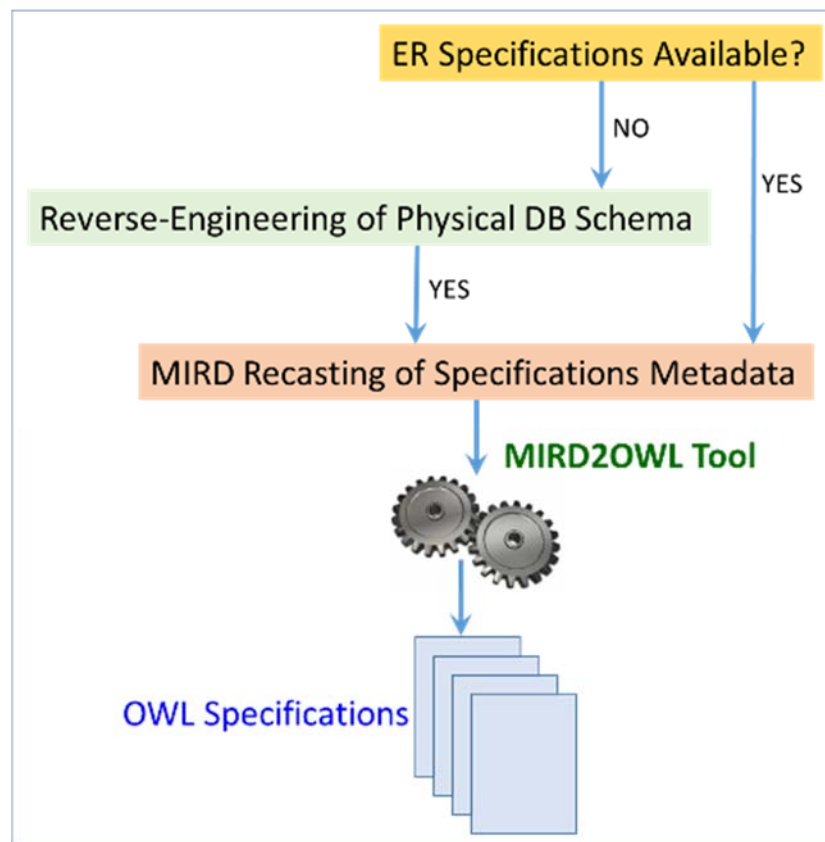 ER Specifications Available?
NO
YES
Reverse-Engineering of Physical DB Schema
YES
MIRD Recasting of Specifications Metadata
MIRD2OWL Tool
OWL Specifications